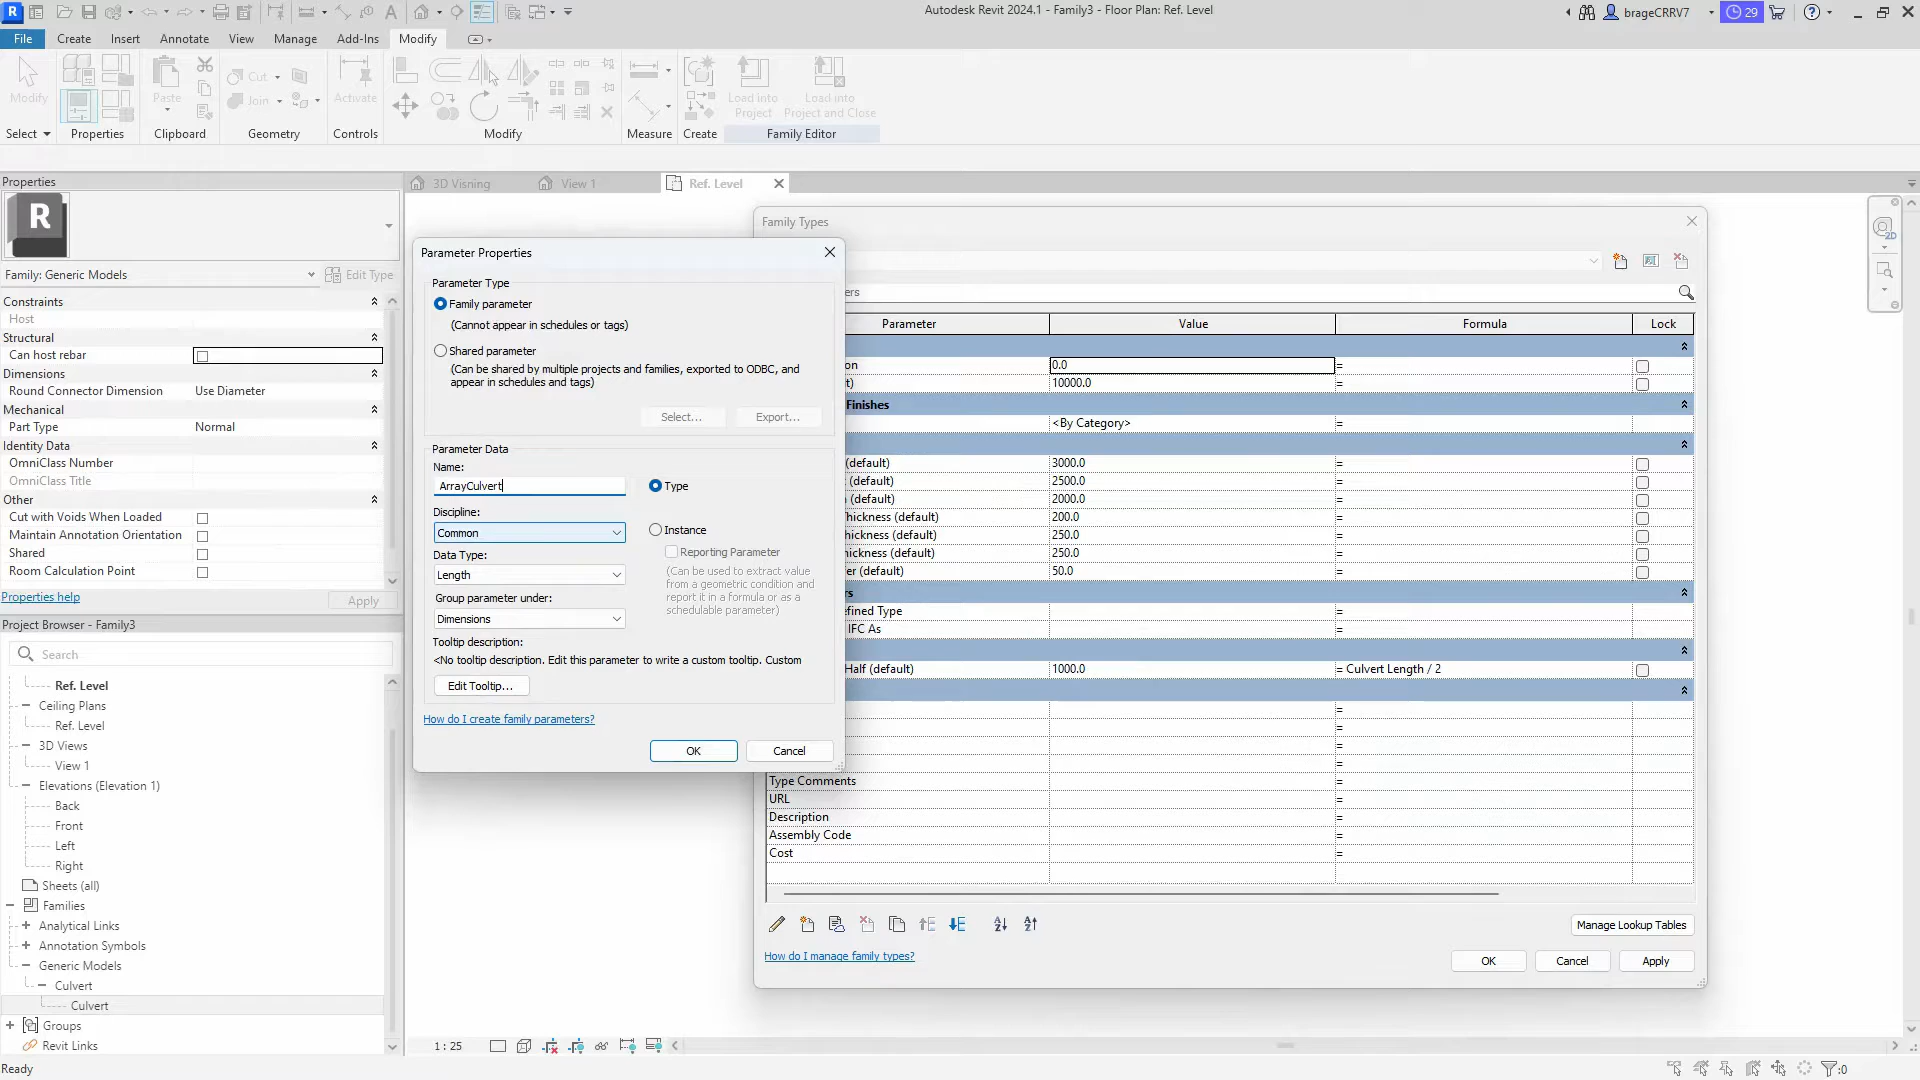 Autodesk Revit 2024.1 - Family3 - Floor Plan: Ref. Level
brageCRRV7
29
File
Create
Insert
Annotate
View
Manage
Add-Ins
Modify
Modify
Paste
Cut
Join
Activate
Load into
Project
Load into
Project and Close
Select
Properties
Clipboard
Geometry
Controls
Modify
Measure
Create
Family Editor
Properties
R
Family: Generic Models
Edit Type
Constraints
Host
Structural
Can host rebar
Dimensions
Round Connector Dimension
Use Diameter
Mechanical
Part Type
Normal
Identity Data
OmniClass Number
OmniClass Title
Other
Cut with Voids When Loaded
Maintain Annotation Orientation
Shared
Room Calculation Point
Properties help
Apply
Project Browser - Family3
Search
Ref. Level
Ceiling Plans
Ref. Level
3D Views
View 1
Elevations (Elevation 1)
Back
Front
Left
Right
Sheets (all)
Families
Analytical Links
Annotation Symbols
Generic Models
Culvert
Culvert
Groups
Revit Links
Ready
3D Visning
View 1
Ref. Level
Parameter Properties
Parameter Type
Family parameter
(Cannot appear in schedules or tags)
Shared parameter
(Can be shared by multiple projects and families, exported to ODBC, and
appear in schedules and tags)
Select...
Export...
Parameter Data
Name:
ArrayCulvert
Type
Discipline:
Common
Instance
Data Type:
Reporting Parameter
Length
(Can be used to extract value
from a geometric condition and
report it in a formula or as a
schedulable parameter)
Group parameter under:
Dimensions
Tooltip description:
<No tooltip description. Edit this parameter to write a custom tooltip. Custom
Edit Tooltip...
How do I create family parameters?
OK
Cancel
Family Types
ers
Parameter
Value
Formula
Lock
on
0.0
=
t)
10000.0
=
Finishes
<By Category>
=
(default)
3000.0
=
t (default)
2500.0
=
n (default)
2000.0
=
hickness (default)
200.0
=
hickness (default)
250.0
=
ickness (default)
250.0
=
er (default)
50.0
=
rs
efined Type
=
IFC As
=
Half (default)
1000.0
= Culvert Length / 2
=
=
=
=
Type Comments
=
URL
=
Description
=
Assembly Code
=
Cost
=
Manage Lookup Tables
How do I manage family types?
OK
Cancel
Apply
2D
1 : 25
:0